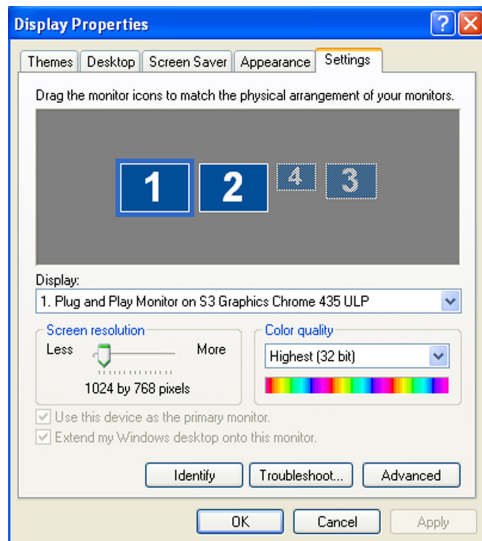 Display Properties
Themes Desktop Screen Saver Appearance Settings
Drag the monitor icons to match the physical arrangement of your monitors.
1 2 4 3
Display:
1. Plug and Play Monitor on S3 Graphics Chrome 435 ULP
Screen resolution Color quality
Less More Highest (32 bit)
1024 by 768 pixels
Use this device as the primary monitor.
Extend my Windows desktop onto this monitor.
Identify Troubleshoot... Advanced
OK Cancel Apply